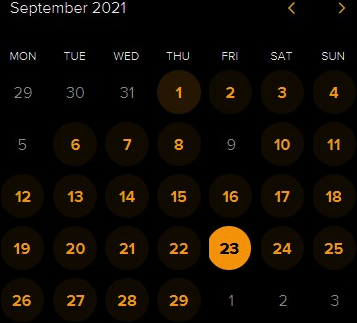 September 2021
MON TUE WED THU FRI SAT SUN
29 30 31 1 2 3 4
5 6 7 8 9 10 11
12 13 14 15 16 17 18
19 20 21 22 23 24 25
26 27 28 29 1 2 3